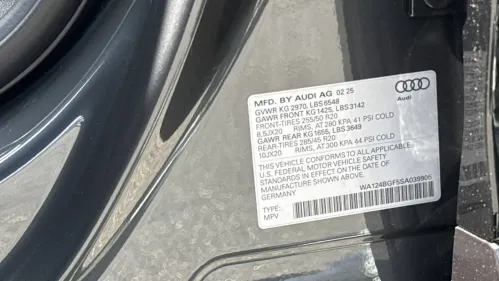 MFD. BY AUDI AG 02 25
GVWR KG 2970, LBS 6548
GAWR FRONT KG 1425, LBS 3142
FRONT-TIRES 255/50 R20
8,5JX20 RIMS, AT 280 KPA 41 PSI COLD
GAWR REAR KG 1655, LBS 3649
REAR-TIRES 285/45 R20
10JX20 RIMS, AT 300 KPA 44 PSI COLD
THIS VEHICLE CONFORMS TO ALL APPLICABLE
U.S. FEDERAL MOTOR VEHICLE SAFETY
STANDARDS IN EFFECT ON THE DATE OF
MANUFACTURE SHOWN ABOVE.
GERMANY
WA124BGF5SA039905
TYPE:
MPV